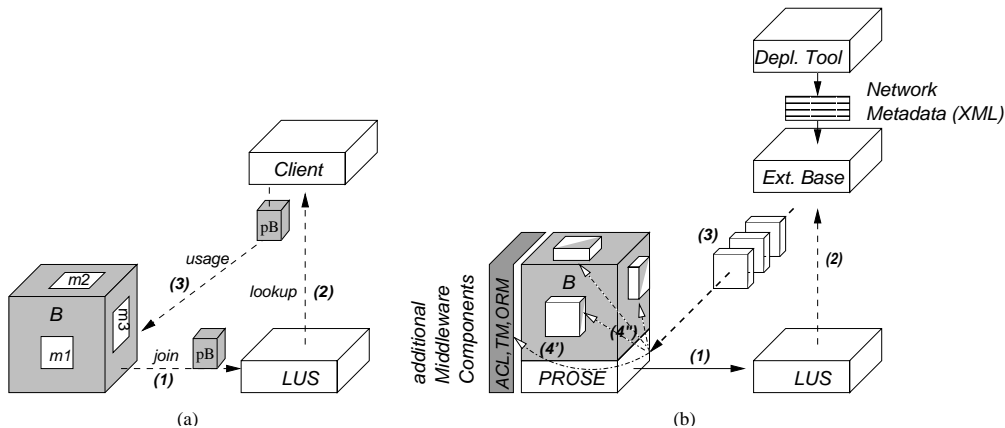 Client
pB
usage
(3)
lookup
(2)
m2
B
m3
m1
join
(1)
pB
LUS
(a)
Depl. Tool
Network
Metadata (XML)
Ext. Base
(3)
(2)
additional
Middleware
Components
ACL,TM,ORM
B
(4')
(4'')
PROSE
(1)
LUS
(b)